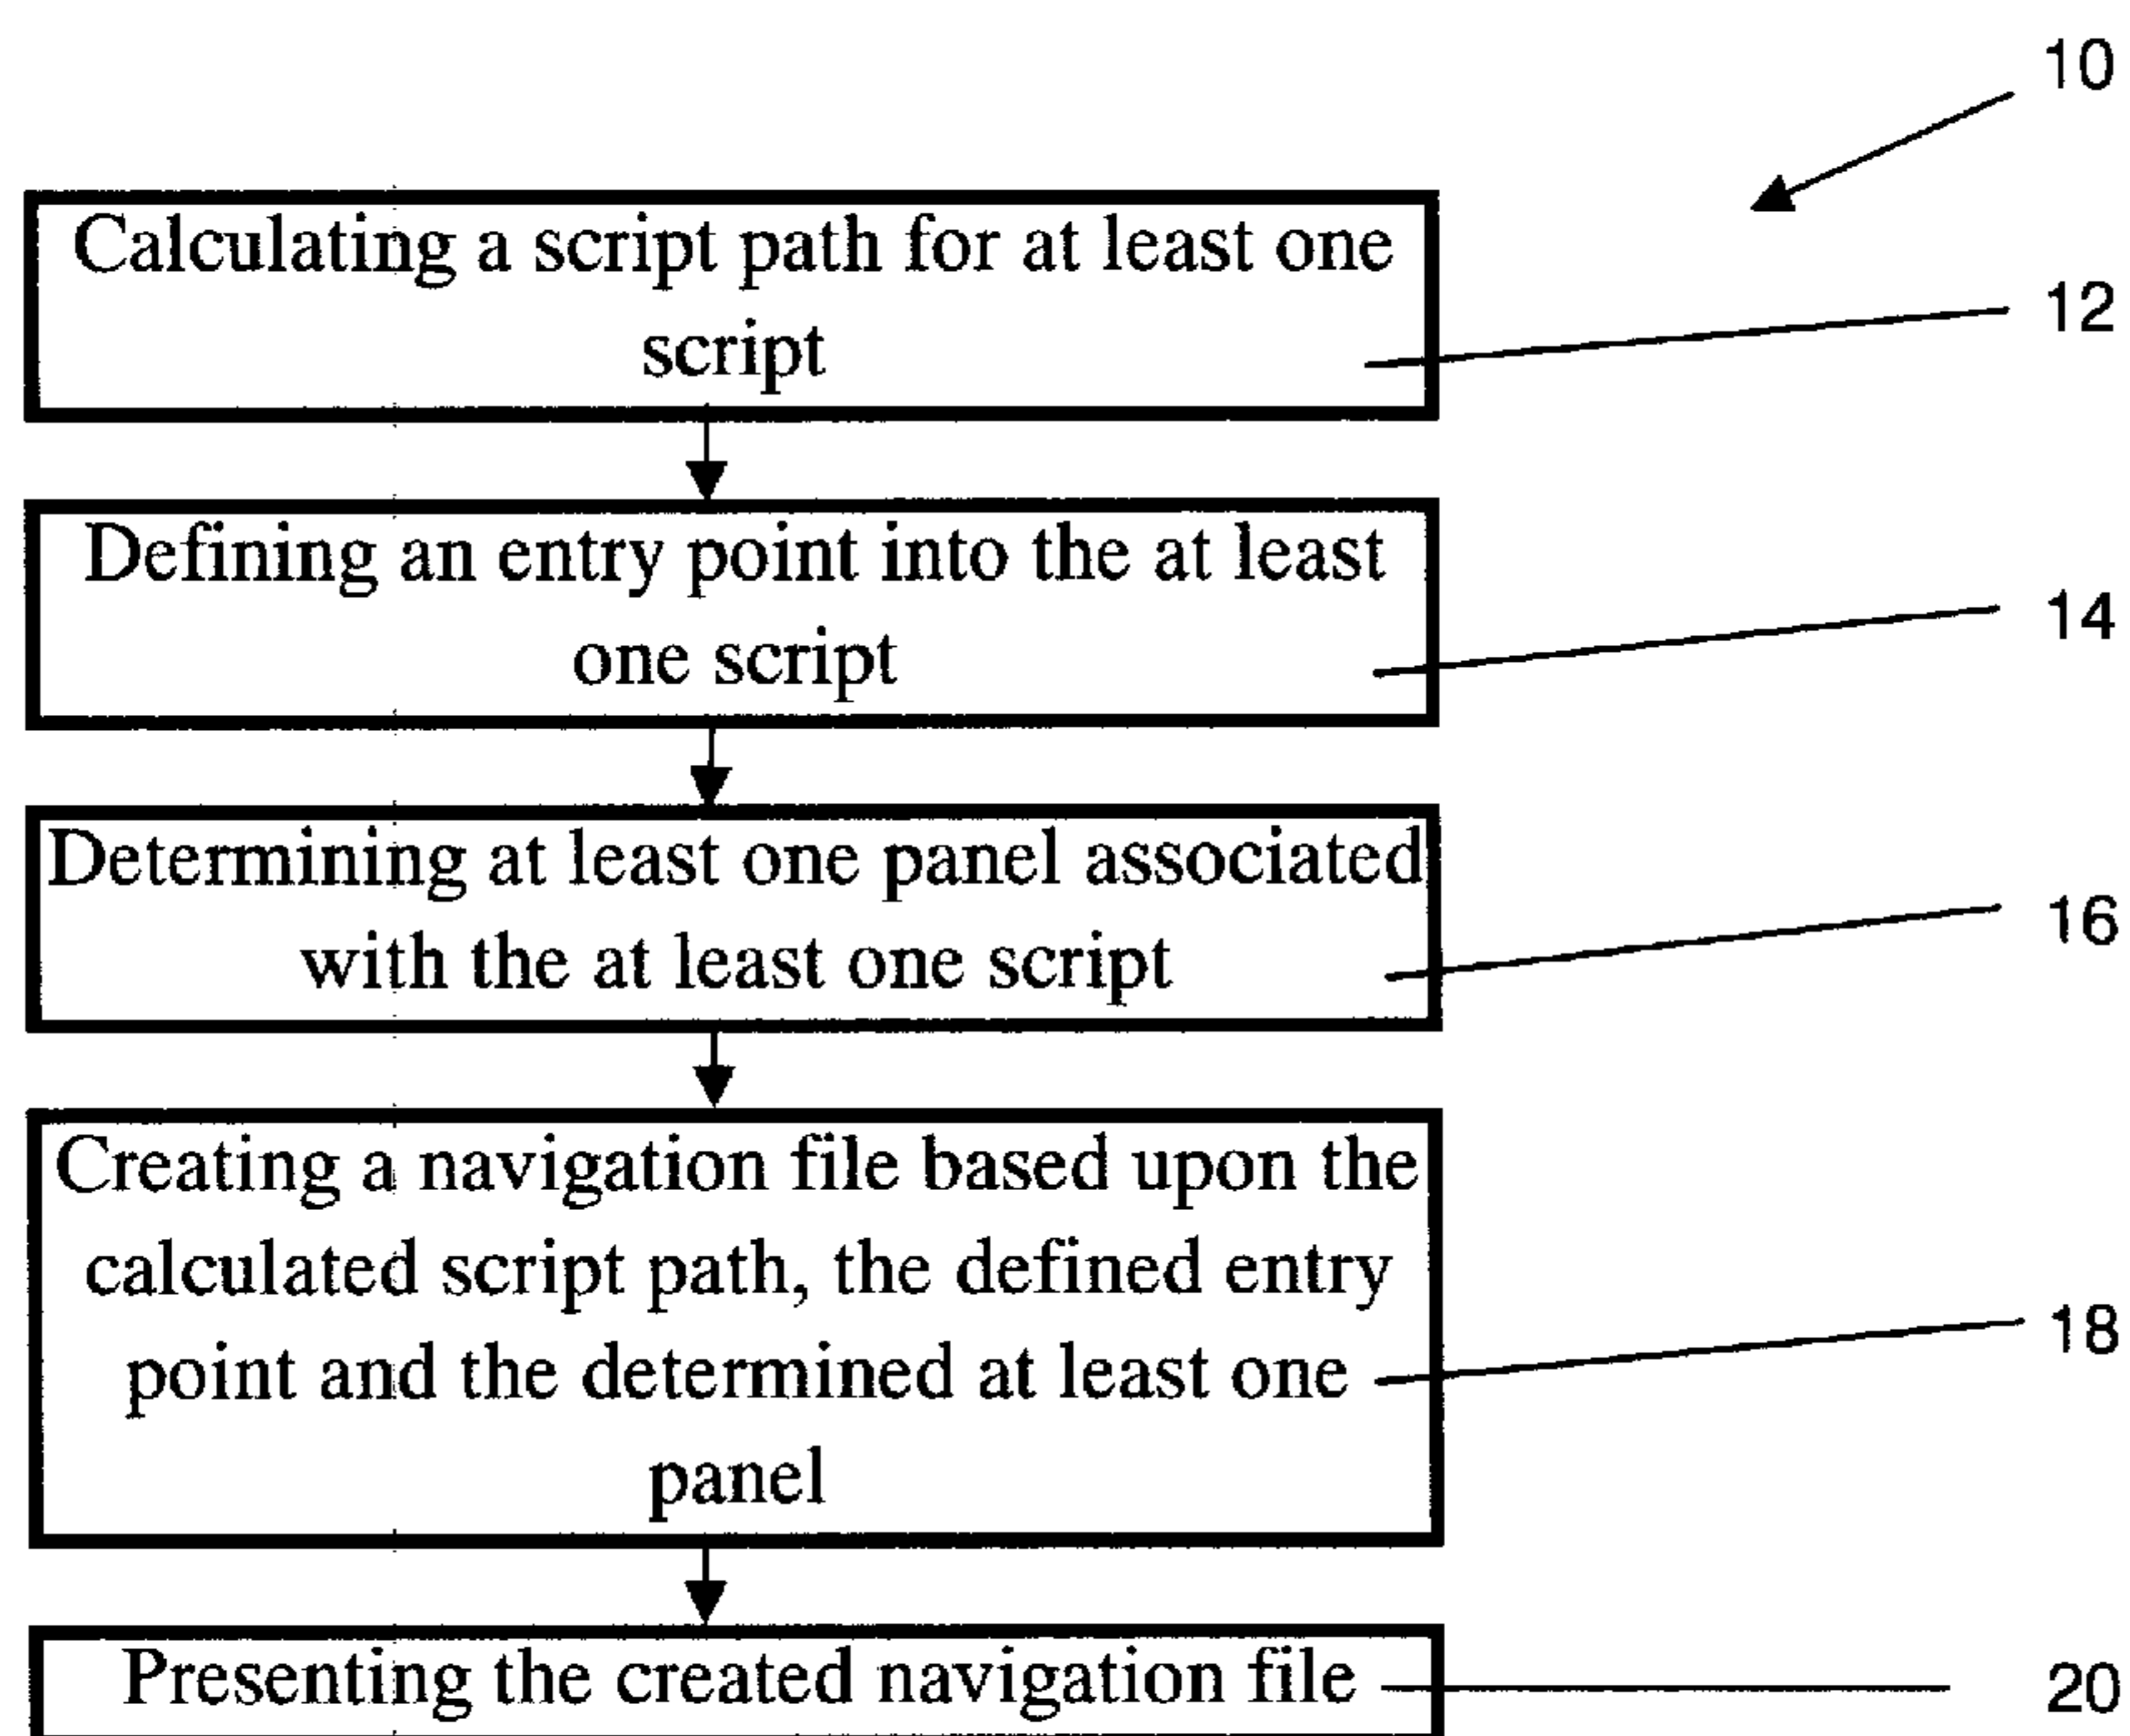 10
Calculating a script path for at least one
script
12
Defining an entry point into the at least
one script
14
Determining at least one panel associated
with the at least one script
16
Creating a navigation file based upon the
calculated script path, the defined entry
point and the determined at least one
panel
18
Presenting the created navigation file
20